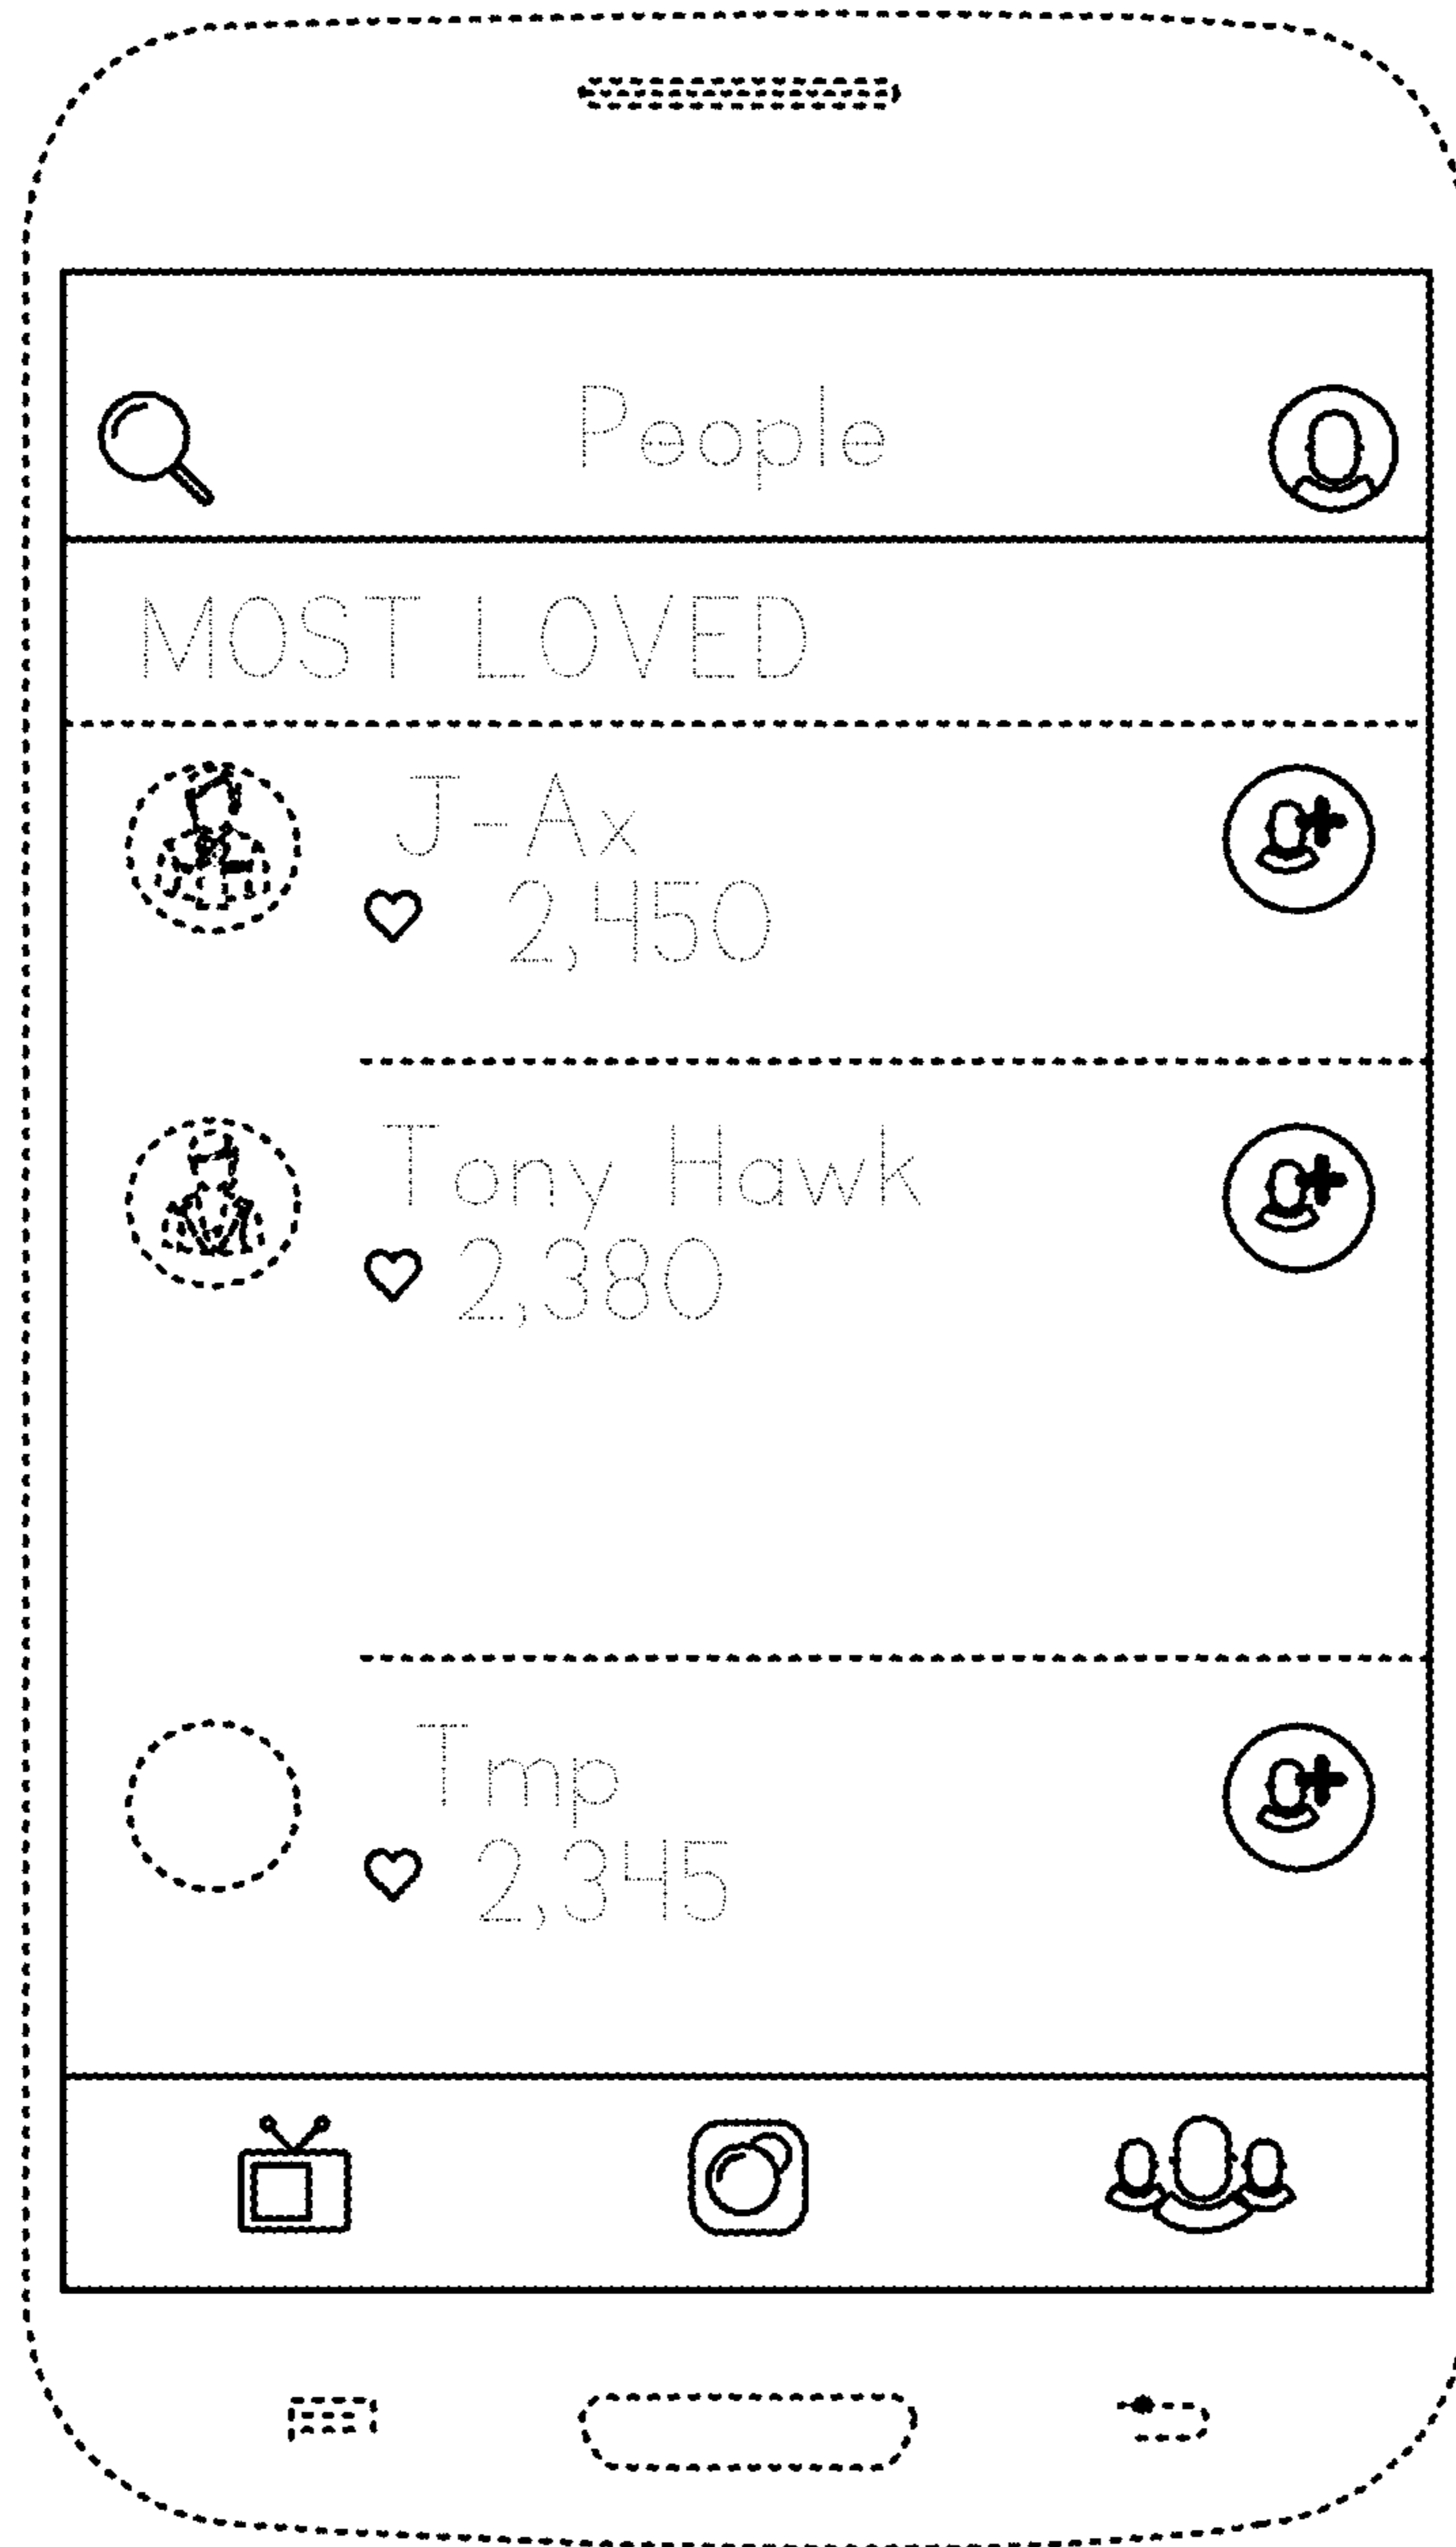 People
MOST LOVED
J-Ax
2,450
Tony Hawk
2,380
Tmp
2,345